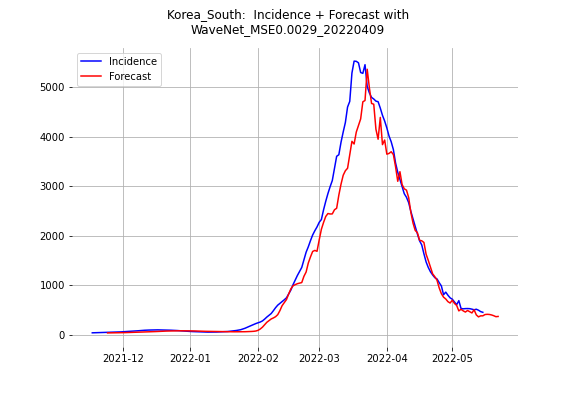 Korea_South:  Incidence + Forecast with
WaveNet_MSE0.0029_20220409
Incidence
Forecast
5000
4000
3000
2000
1000
0
2021-12 2022-01 2022-02 2022-03 2022-04 2022-05